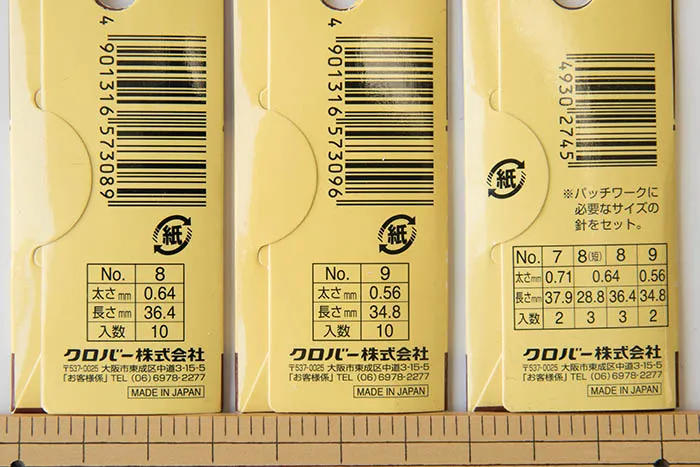 4 901316 573089
紙
No. 8
太さmm 0.64
長さmm 36.4
入数 10
クロバー株式会社
〒537-0025 大阪市東成区中道3-15-5
「お客様係」TEL (06)6978-2277
MADE IN JAPAN
4 901316 573096
紙
No. 9
太さmm 0.56
長さmm 34.8
入数 10
クロバー株式会社
〒537-0025 大阪市東成区中道3-15-5
「お客様係」TEL (06)6978-2277
MADE IN JAPAN
49302745
紙
※パッチワークに
必要なサイズの
針をセット。
No. 7 8(短) 8 9
太さmm 0.71 0.64 0.56
長さmm 37.9 28.8 36.4 34.8
入数 2 3 3 2
クロバー株式会社
〒537-0025 大阪市東成区中道3-15-5
「お客様係」TEL (06)6978-2277
MADE IN JAPAN